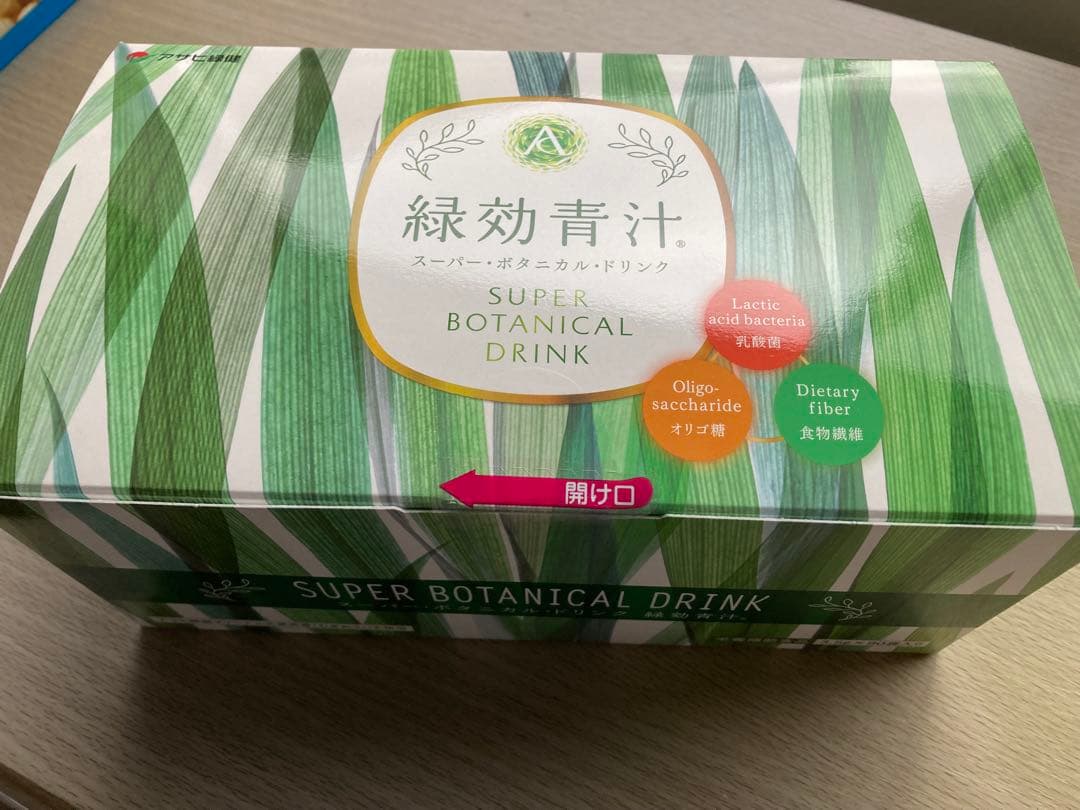 アサヒ緑健
A
緑効青汁®
スーパー・ボタニカル・ドリンク
SUPER
BOTANICAL
DRINK
Lactic
acid bacteria
乳酸菌
Oligo-
saccharide
オリゴ糖
Dietary
fiber
食物繊維
開け口
SUPER BOTANICAL DRINK
スーパー・ボタニカル・ドリンク 緑効青汁®